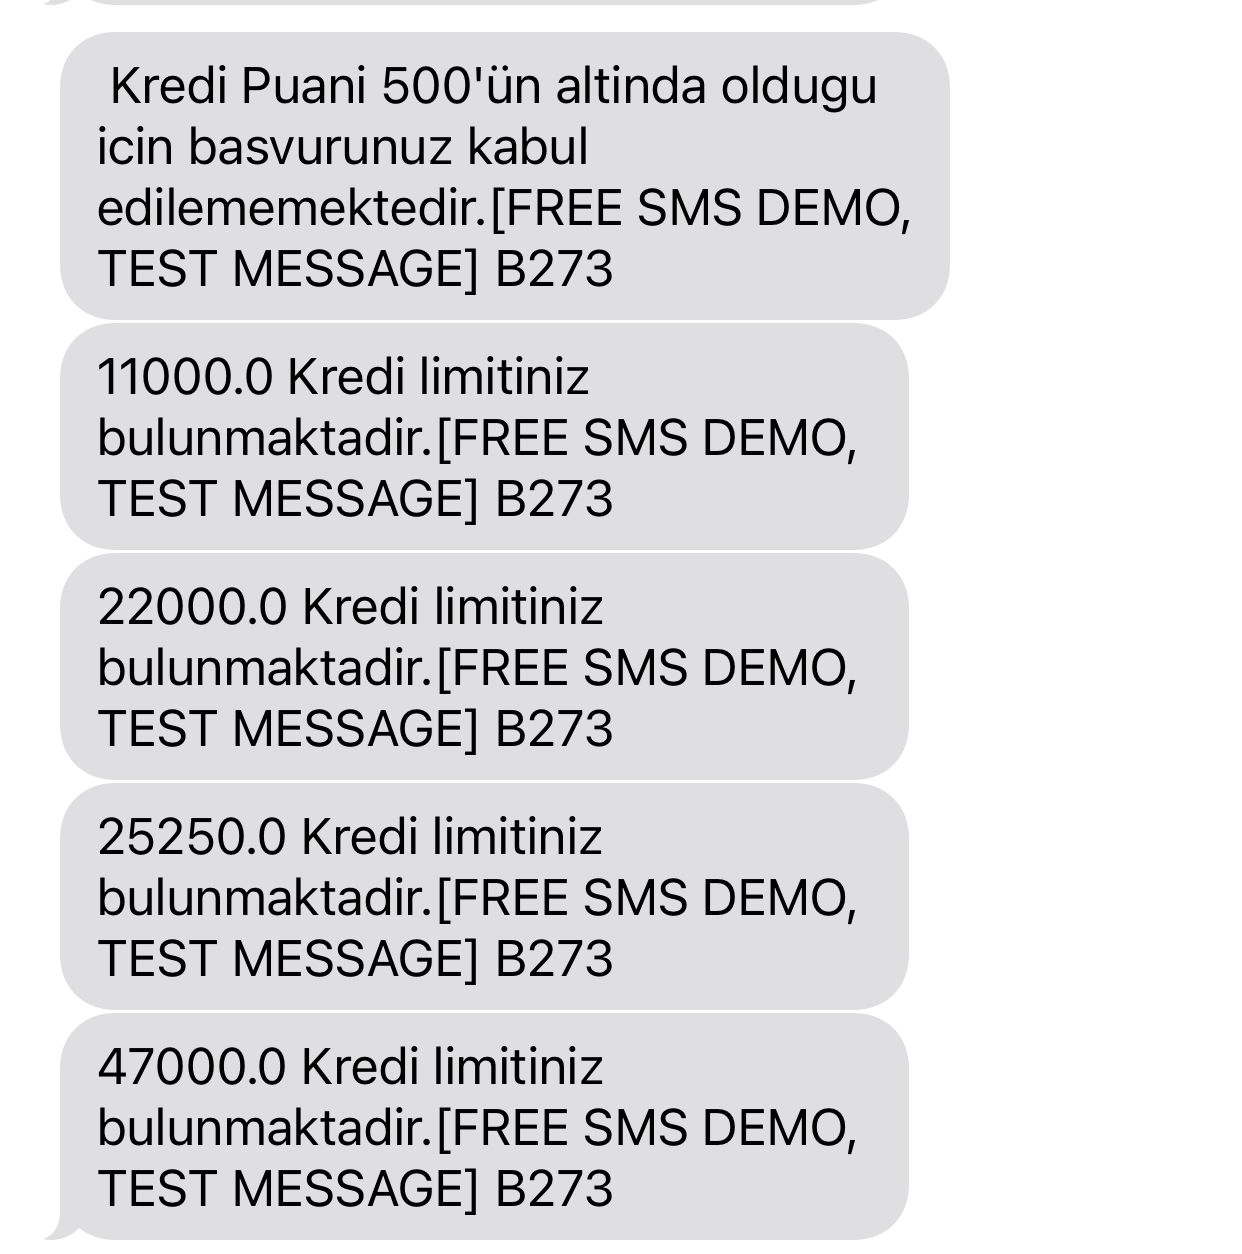 Kredi Puani 500'ün altinda oldugu
icin basvurunuz kabul
edilememektedir.[FREE SMS DEMO,
TEST MESSAGE] B273
11000.0 Kredi limitiniz
bulunmaktadir.[FREE SMS DEMO,
TEST MESSAGE] B273
22000.0 Kredi limitiniz
bulunmaktadir.[FREE SMS DEMO,
TEST MESSAGE] B273
25250.0 Kredi limitiniz
bulunmaktadir.[FREE SMS DEMO,
TEST MESSAGE] B273
47000.0 Kredi limitiniz
bulunmaktadir.[FREE SMS DEMO,
TEST MESSAGE] B273